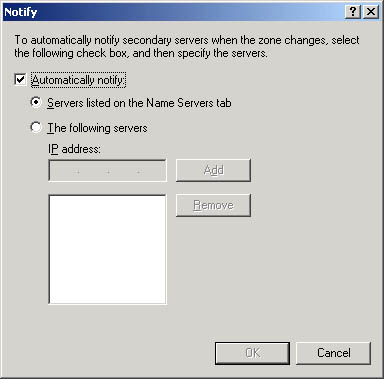 Notify
To automatically notify secondary servers when the zone changes, select
the following check box, and then specify the servers.
Automatically notify:
Servers listed on the Name Servers tab
The following servers
IP address:
. . .
Add
Remove
OK
Cancel